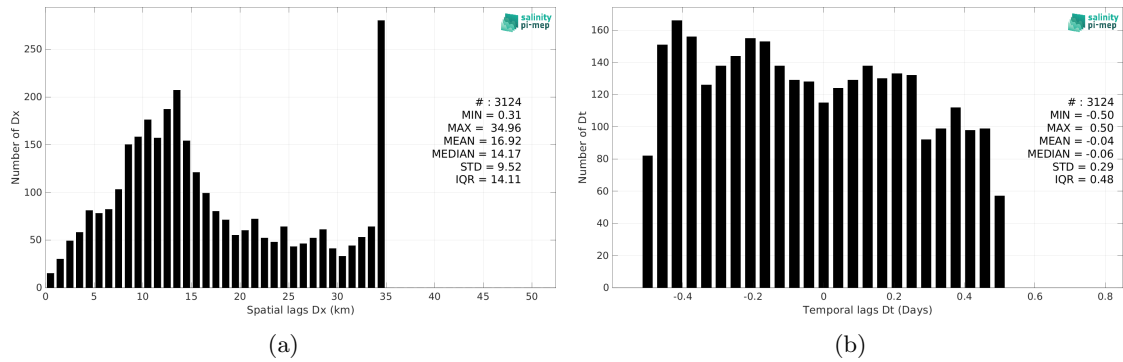 salinity
pi-mep
Number of Dx
250
200
150
100
50
0
# : 3124
MIN = 0.31
MAX = 34.96
MEAN = 16.92
MEDIAN = 14.17
STD = 9.52
IQR = 14.11
0 5 10 15 20 25 30 35 40 45 50
Spatial lags Dx (km)
(a)
salinity
pi-mep
Number of Dt
160
140
120
100
80
60
40
20
0
# : 3124
MIN = -0.50
MAX = 0.50
MEAN = -0.04
MEDIAN = -0.06
STD = 0.29
IQR = 0.48
-0.4 -0.2 0 0.2 0.4 0.6 0.8
Temporal lags Dt (Days)
(b)